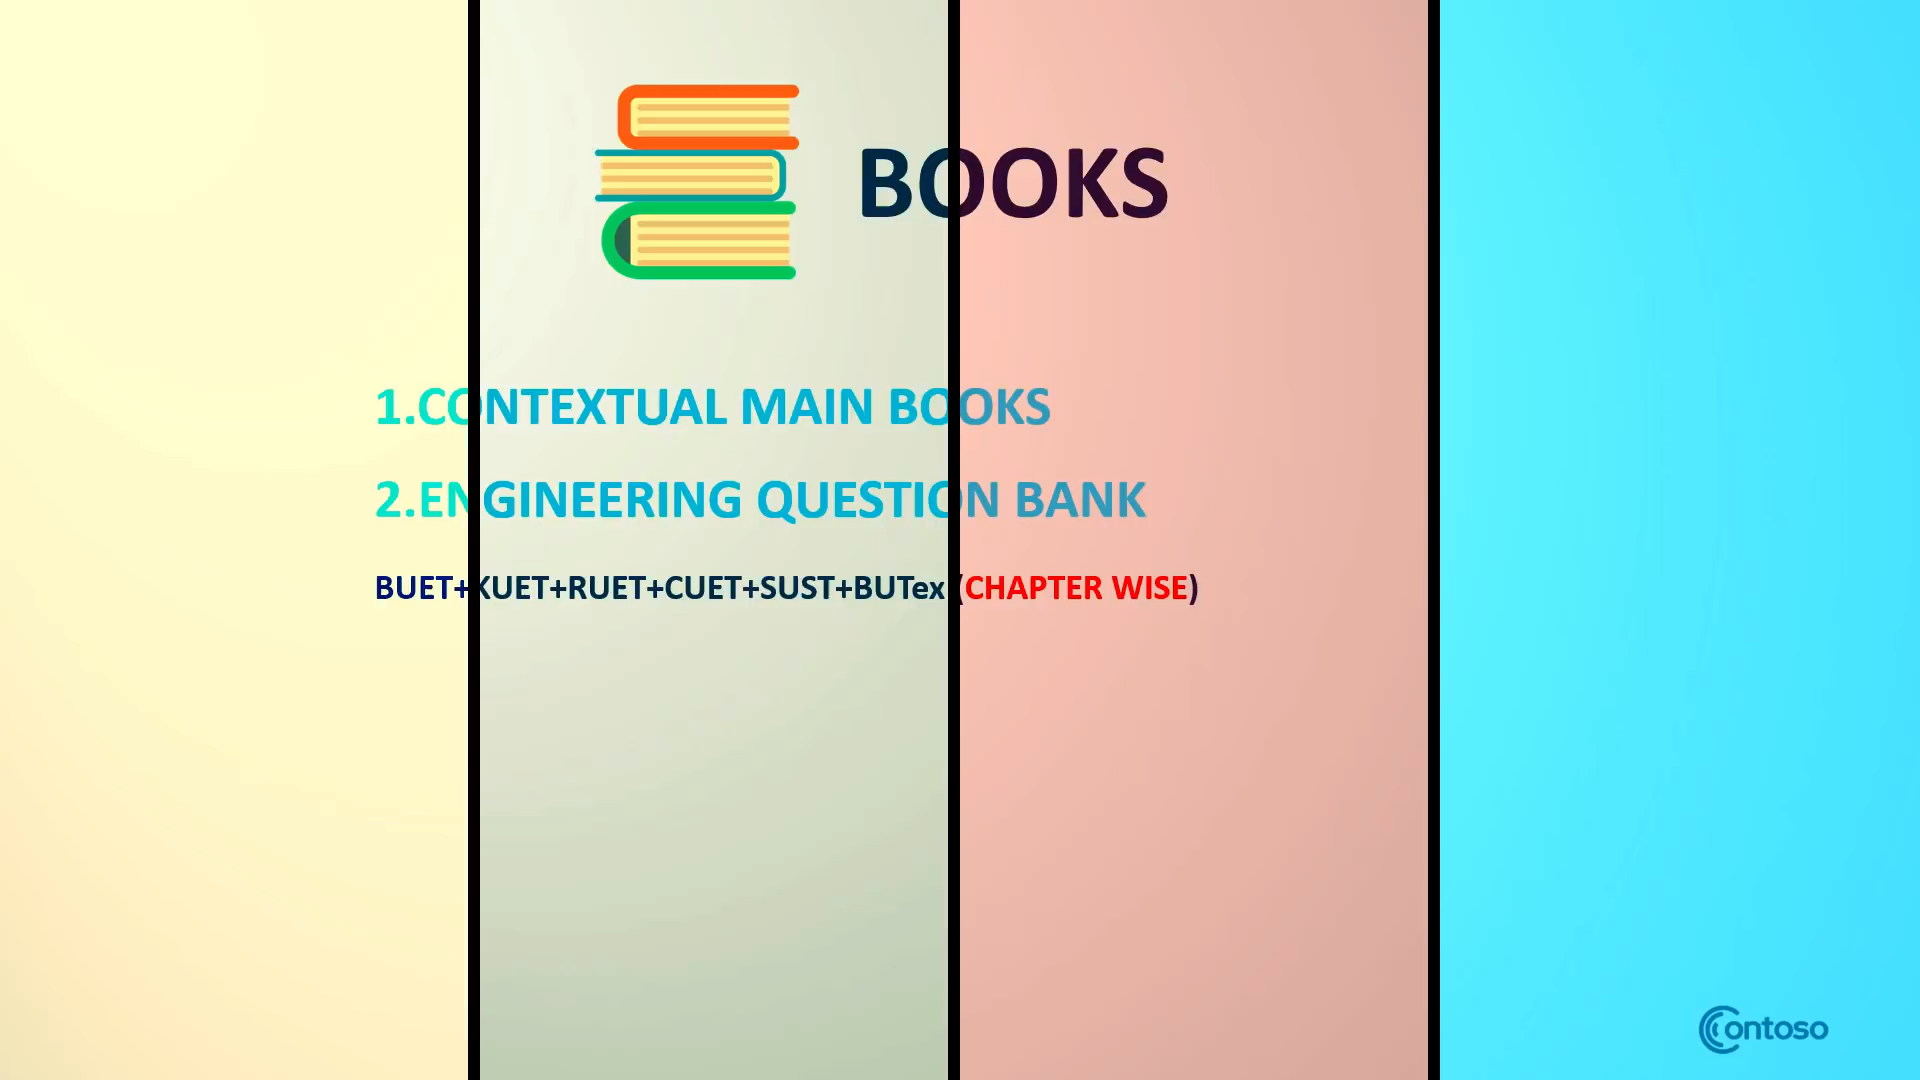 BOOKS
1.CONTEXTUAL MAIN BOOKS
2.ENGINEERING QUESTION BANK
BUET+KUET+RUET+CUET+SUST+BUTex (CHAPTER WISE)
Contoso